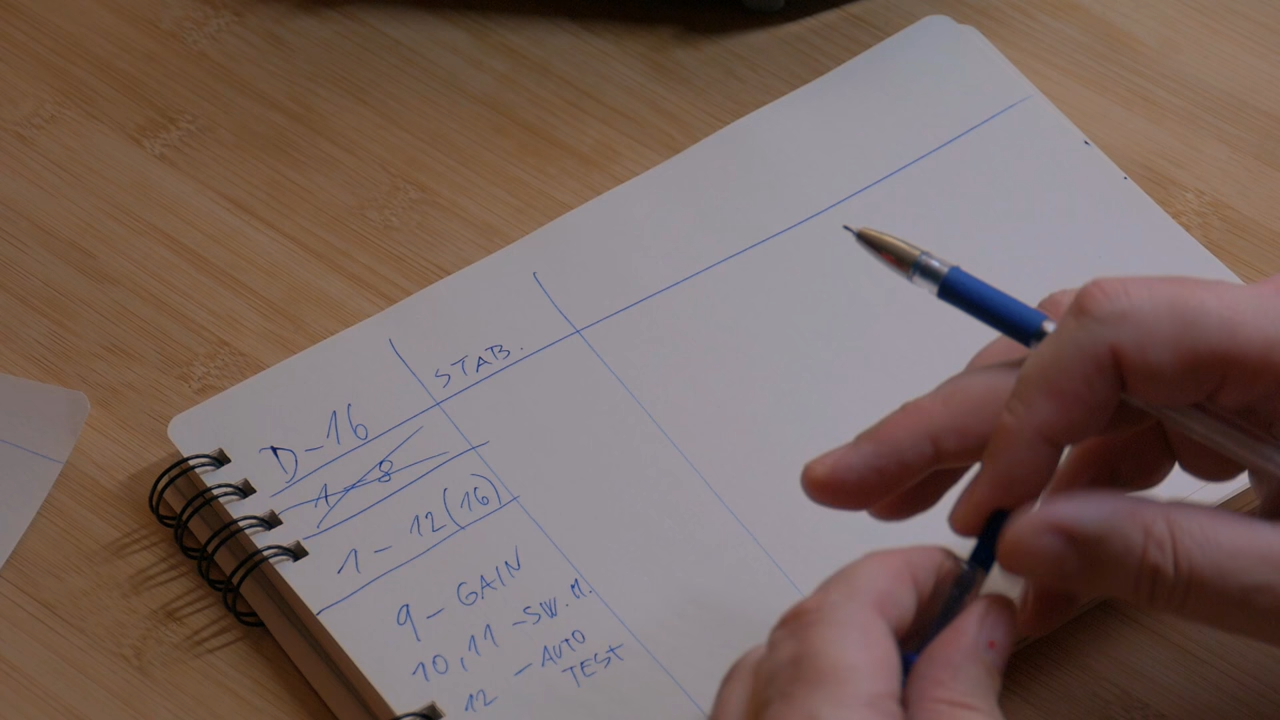 D-16
STAB.
1-8
1 - 12(16)
9 - GAIN
10,11 - SW.M.
12 - AUTO
TEST